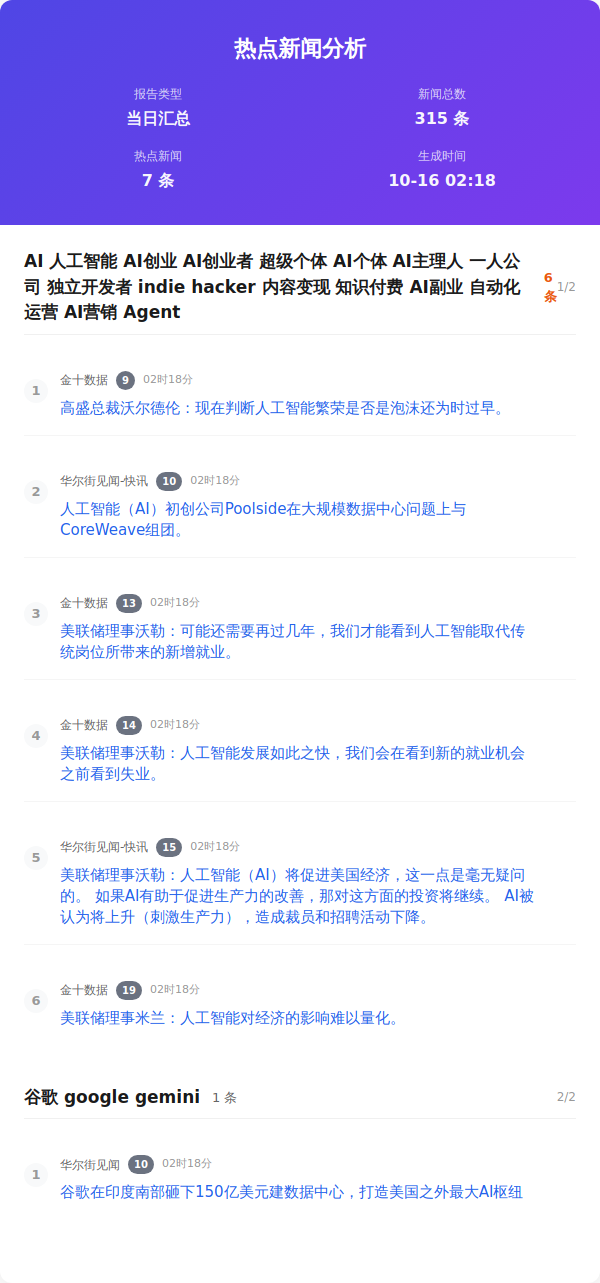 热点新闻分析
报告类型
新闻总数
当日汇总
315 条
热点新闻
生成时间
7 条
10-16 02:18
AI 人工智能 AI创业 AI创业者 超级个体 AI个体 AI主理人 一人公
司 独立开发者 indie hacker 内容变现 知识付费 AI副业 自动化
运营 AI营销 Agent
6
条
1/2
1
金十数据 9 02时18分
高盛总裁沃尔德伦：现在判断人工智能繁荣是否是泡沫还为时过早。
2
华尔街见闻-快讯 10 02时18分
人工智能（AI）初创公司Poolside在大规模数据中心问题上与
CoreWeave组团。
3
金十数据 13 02时18分
美联储理事沃勒：可能还需要再过几年，我们才能看到人工智能取代传
统岗位所带来的新增就业。
4
金十数据 14 02时18分
美联储理事沃勒：人工智能发展如此之快，我们会在看到新的就业机会
之前看到失业。
5
华尔街见闻-快讯 15 02时18分
美联储理事沃勒：人工智能（AI）将促进美国经济，这一点是毫无疑问
的。 如果AI有助于促进生产力的改善，那对这方面的投资将继续。 AI被
认为将上升（刺激生产力），造成裁员和招聘活动下降。
6
金十数据 19 02时18分
美联储理事米兰：人工智能对经济的影响难以量化。
谷歌 google gemini 1 条 2/2
1
华尔街见闻 10 02时18分
谷歌在印度南部砸下150亿美元建数据中心，打造美国之外最大AI枢纽